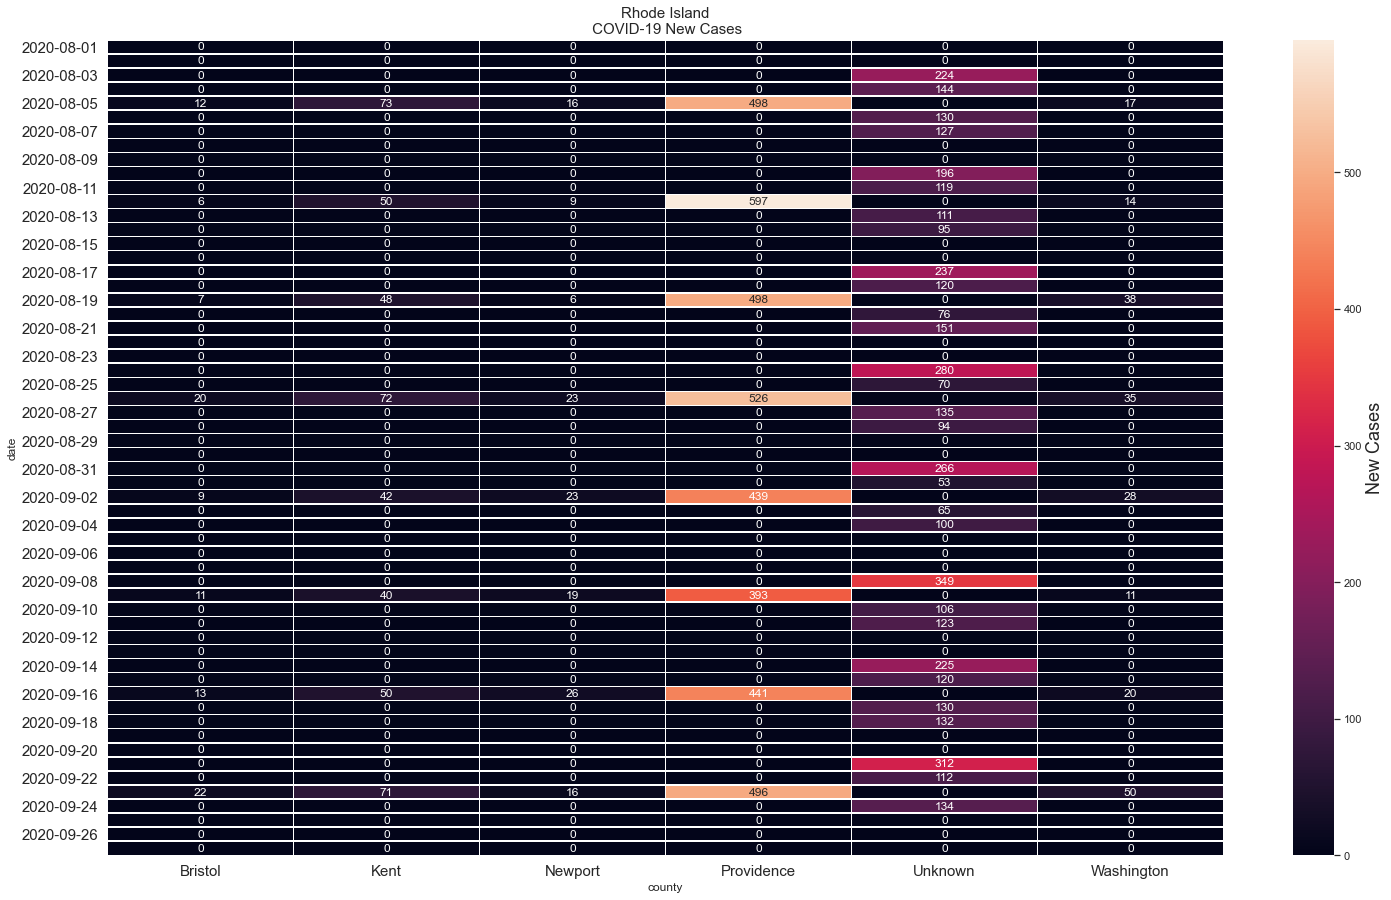 Rhode Island
COVID-19 New Cases
2020-08-01 0 0 0 0 0 0
0 0 0 0 0 0
2020-08-03 0 0 0 0 224 0
0 0 0 0 144 0
2020-08-05 12 73 16 498 0 17
0 0 0 0 130 0
2020-08-07 0 0 0 0 127 0
0 0 0 0 0 0
2020-08-09 0 0 0 0 0 0
0 0 0 0 196 0
2020-08-11 0 0 0 0 119 0
6 50 9 597 0 14
2020-08-13 0 0 0 0 111 0
0 0 0 0 95 0
2020-08-15 0 0 0 0 0 0
0 0 0 0 0 0
2020-08-17 0 0 0 0 237 0
0 0 0 0 120 0
2020-08-19 7 48 6 498 0 38
0 0 0 0 76 0
2020-08-21 0 0 0 0 151 0
0 0 0 0 0 0
2020-08-23 0 0 0 0 0 0
0 0 0 0 280 0
2020-08-25 0 0 0 0 70 0
20 72 23 526 0 35
2020-08-27 0 0 0 0 135 0
0 0 0 0 94 0
2020-08-29 0 0 0 0 0 0
0 0 0 0 0 0
2020-08-31 0 0 0 0 266 0
0 0 0 0 53 0
2020-09-02 9 42 23 439 0 28
0 0 0 0 65 0
2020-09-04 0 0 0 0 100 0
0 0 0 0 0 0
2020-09-06 0 0 0 0 0 0
0 0 0 0 0 0
2020-09-08 0 0 0 0 349 0
11 40 19 393 0 11
2020-09-10 0 0 0 0 106 0
0 0 0 0 123 0
2020-09-12 0 0 0 0 0 0
0 0 0 0 0 0
2020-09-14 0 0 0 0 225 0
0 0 0 0 120 0
2020-09-16 13 50 26 441 0 20
0 0 0 0 130 0
2020-09-18 0 0 0 0 132 0
0 0 0 0 0 0
2020-09-20 0 0 0 0 0 0
0 0 0 0 312 0
2020-09-22 0 0 0 0 112 0
22 71 16 496 0 50
2020-09-24 0 0 0 0 134 0
0 0 0 0 0 0
2020-09-26 0 0 0 0 0 0
0 0 0 0 0 0
date
Bristol Kent Newport Providence Unknown Washington
county
500
400
300
200
100
0
New Cases